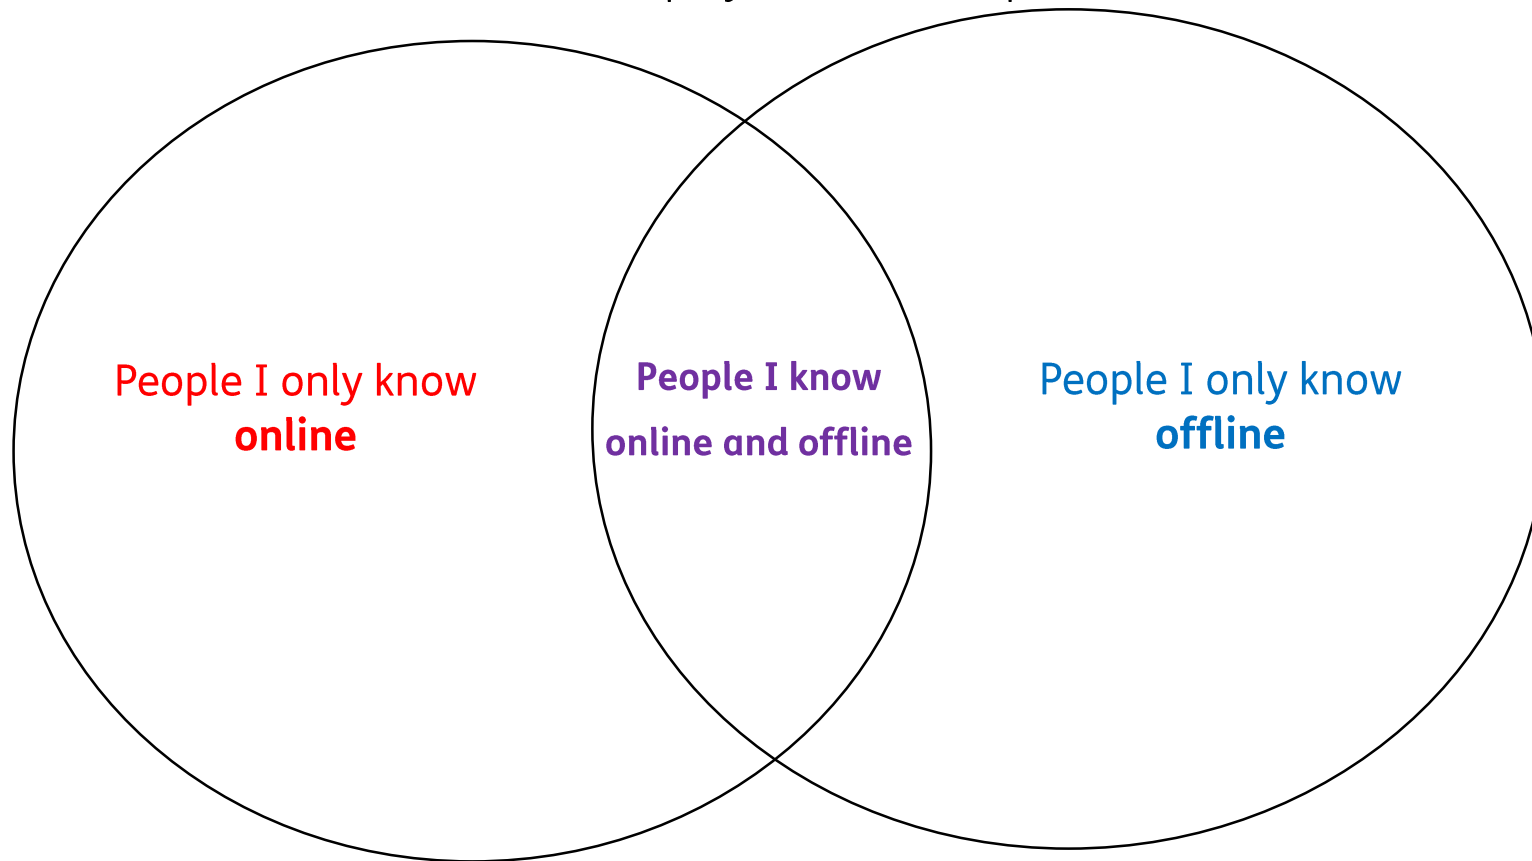 People I only know
online
People I know
online and offline
People I only know
offline